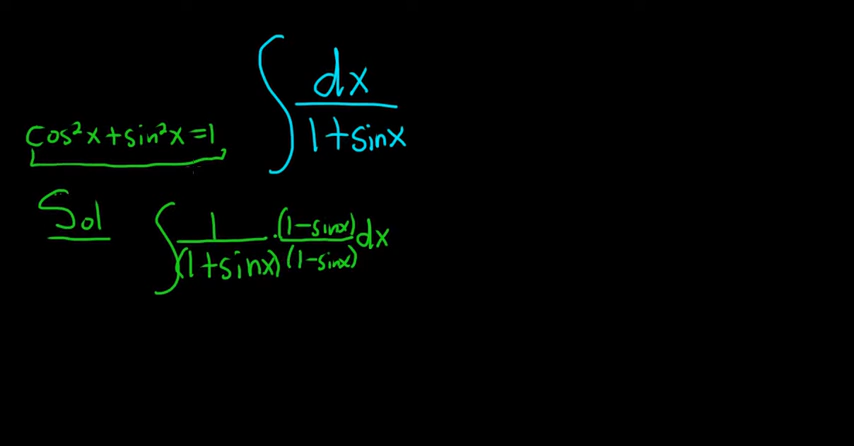 ∫ dx / 1+sinx
cos²x + sin²x = 1
Sol ∫ 1 / (1+sinx) · (1-sinx) / (1-sinx) dx